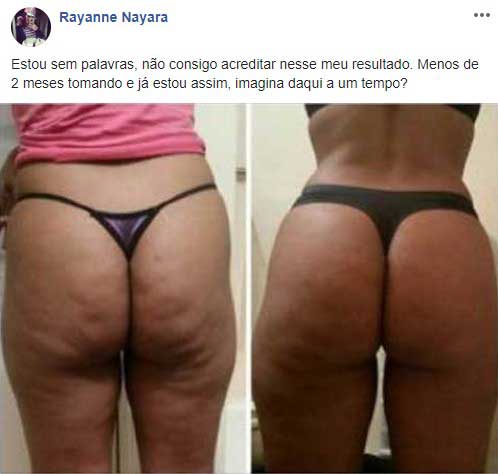 Rayanne Nayara
Estou sem palavras, não consigo acreditar nesse meu resultado. Menos de
2 meses tomando e já estou assim, imagina daqui a um tempo?